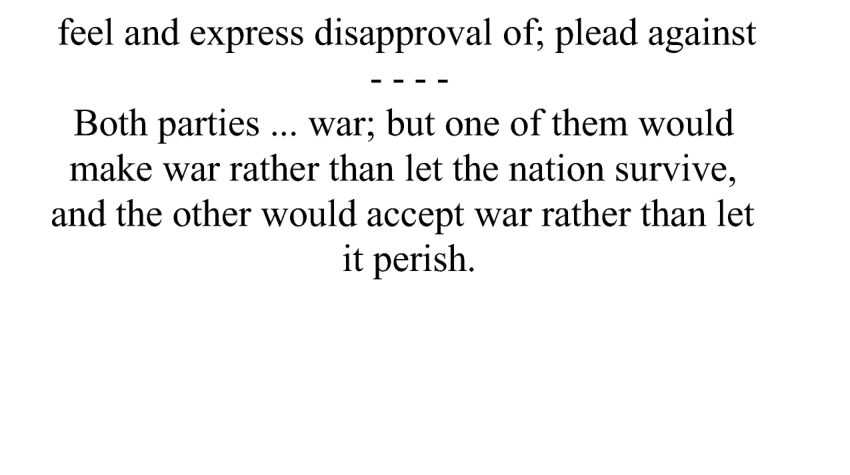 feel and express disapproval of; plead against
- - - -
Both parties ... war; but one of them would
make war rather than let the nation survive,
and the other would accept war rather than let
it perish.